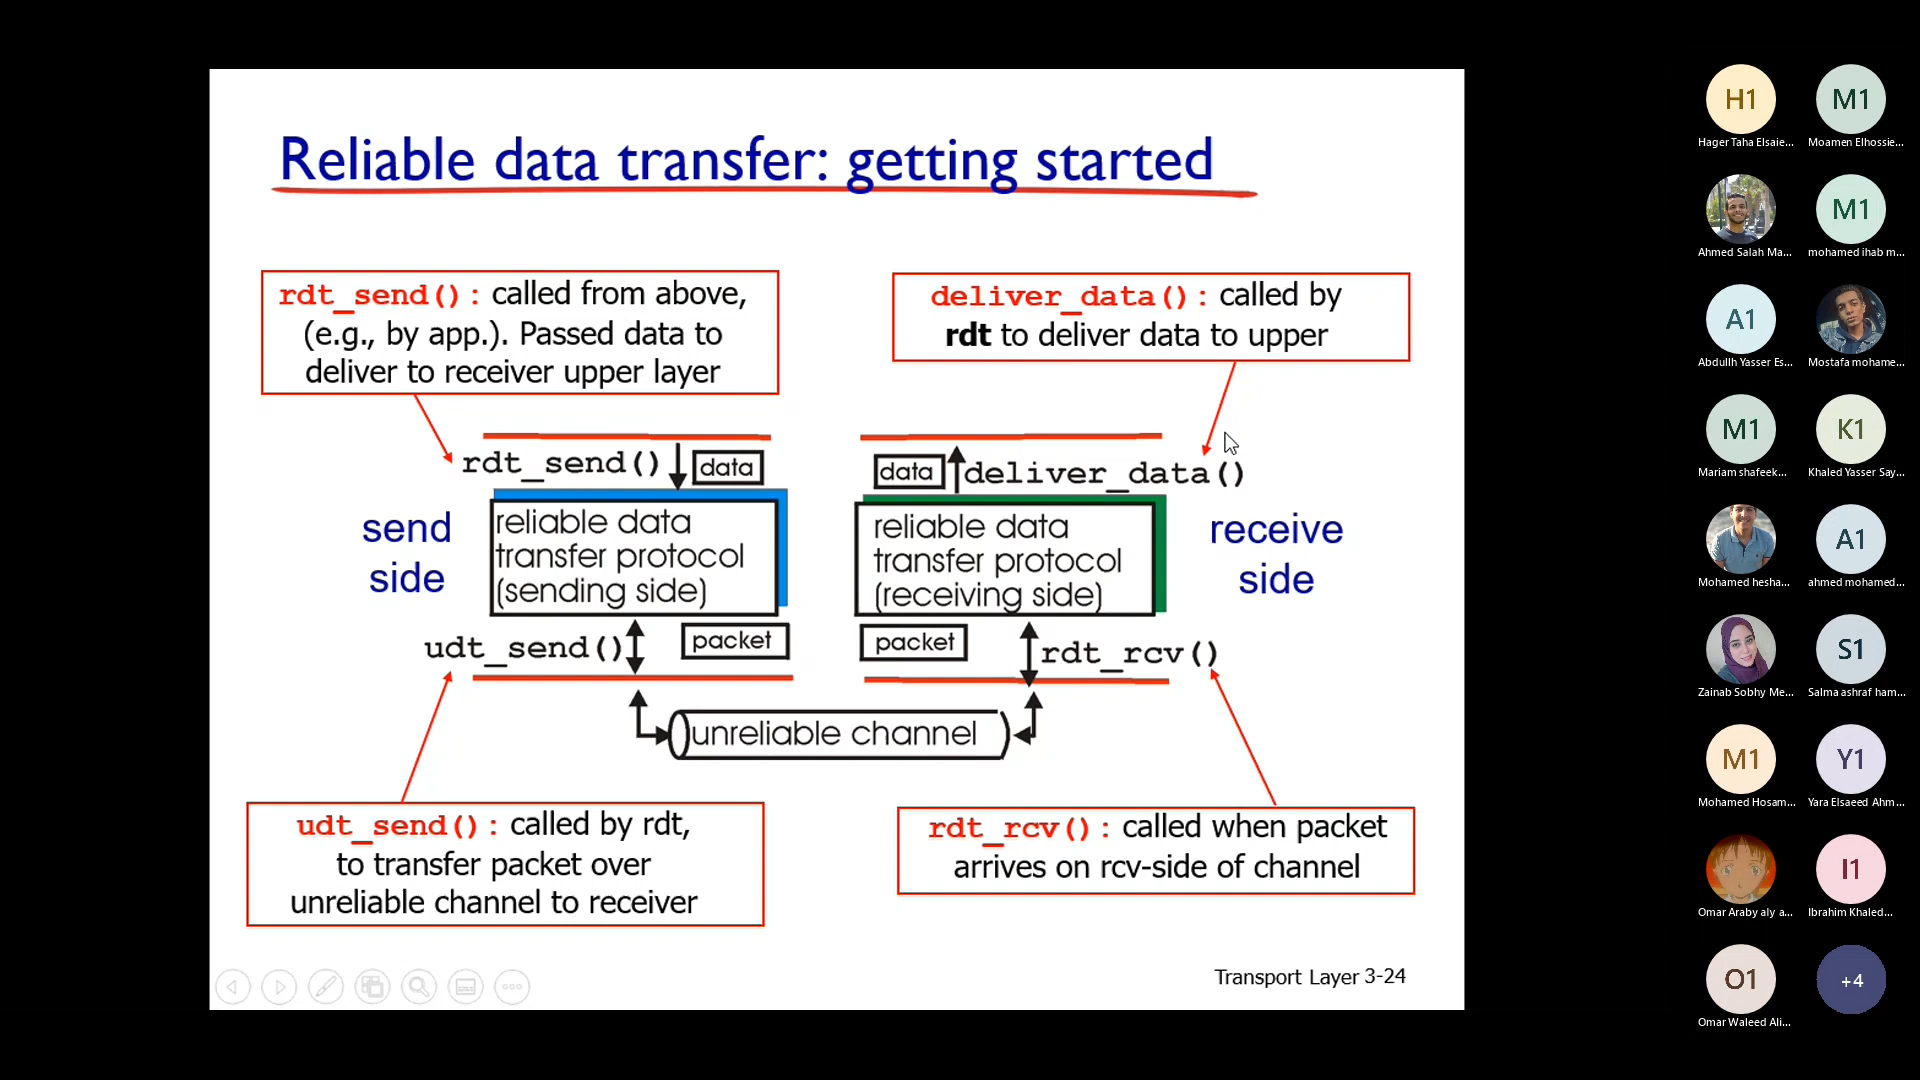 Reliable data transfer: getting started
rdt_send(): called from above,
(e.g., by app.). Passed data to
deliver to receiver upper layer
deliver_data(): called by
rdt to deliver data to upper
rdt_send()
data
data
deliver_data()
send
side
reliable data
transfer protocol
(sending side)
reliable data
transfer protocol
(receiving side)
receive
side
udt_send()
packet
packet
rdt_rcv()
unreliable channel
udt_send(): called by rdt,
to transfer packet over
unreliable channel to receiver
rdt_rcv(): called when packet
arrives on rcv-side of channel
Transport Layer 3-24
H1
M1
Hager Taha Elsaie...
Moamen Elhossie...
M1
Ahmed Salah Ma...
mohamed ihab m...
A1
Abdullh Yasser Es...
Mostafa mohame...
M1
K1
Mariam shafeek...
Khaled Yasser Say...
A1
Mohamed hesha...
ahmed mohamed...
S1
Zainab Sobhy Me...
Salma ashraf ham...
M1
Y1
Mohamed Hosam...
Yara Elsaeed Ahm...
I1
Omar Araby aly a...
Ibrahim Khaled...
O1
+4
Omar Waleed Ali...